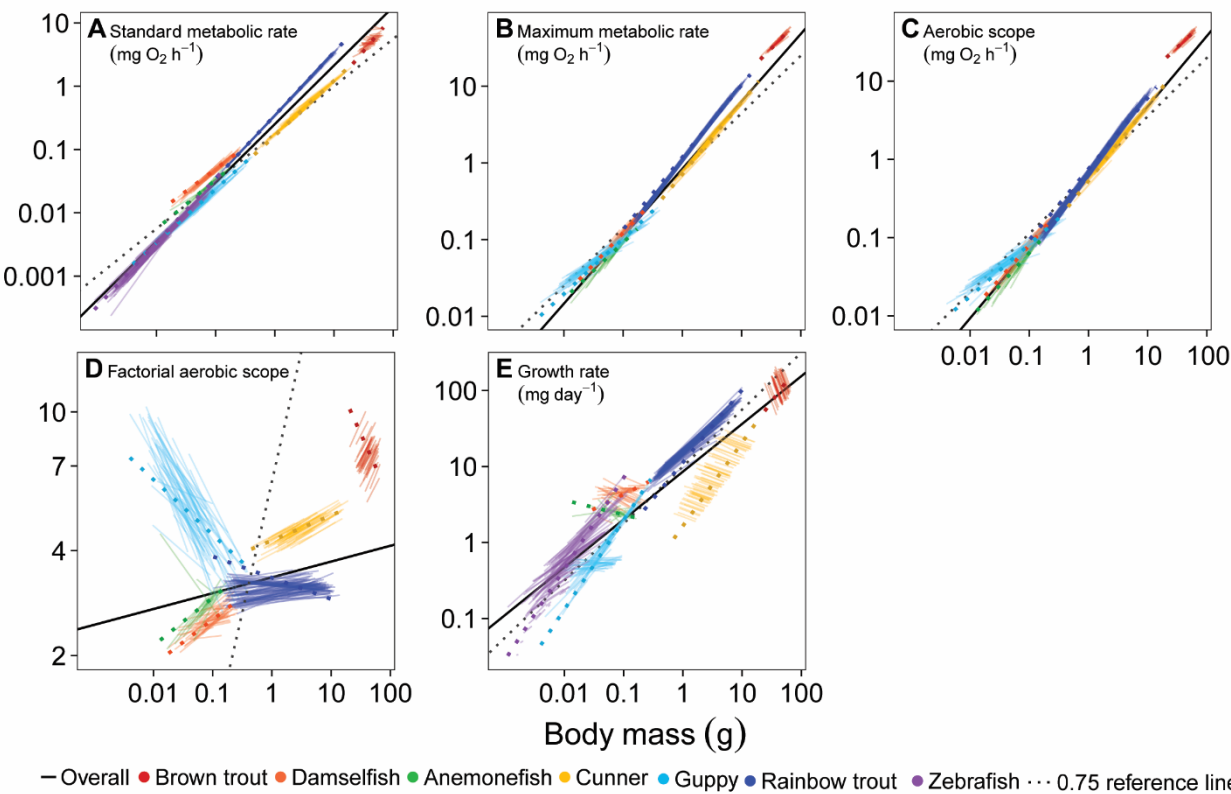 A Standard metabolic rate
(mg O₂ h⁻¹)
10
1
0.1
0.01
0.001
B Maximum metabolic rate
(mg O₂ h⁻¹)
10
1
0.1
0.01
C Aerobic scope
(mg O₂ h⁻¹)
10
1
0.1
0.01
0.01 0.1 1 10 100
D Factorial aerobic scope
10
7
4
2
0.01 0.1 1 10 100
E Growth rate
(mg day⁻¹)
100
10
1
0.1
0.01 0.1 1 10 100
Body mass (g)
Overall Brown trout Damselfish Anemonefish Cunner Guppy Rainbow trout Zebrafish 0.75 reference line